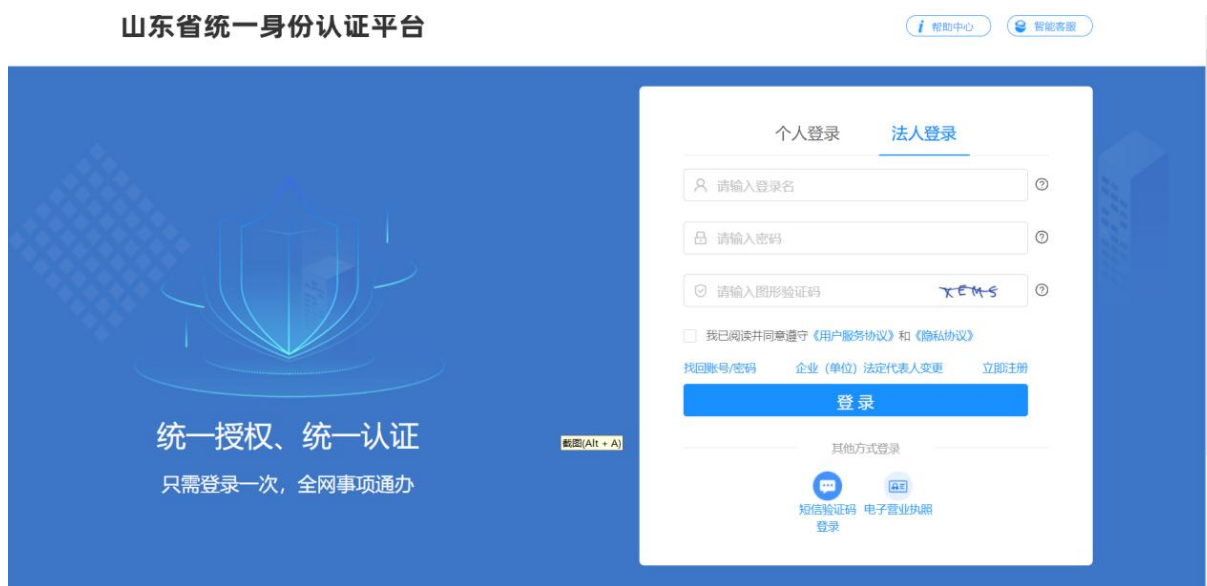 山东省统一身份认证平台
帮助中心
智能客服
个人登录 法人登录
请输入登录名
请输入密码
请输入图形验证码 XEMS
我已阅读并同意遵守《用户服务协议》和《隐私协议》
找回账号/密码 企业（单位）法定代表人变更 立即注册
登录
统一授权、统一认证
截图(Alt + A)
其他方式登录
只需登录一次，全网事项通办
短信验证码
登录
电子营业执照